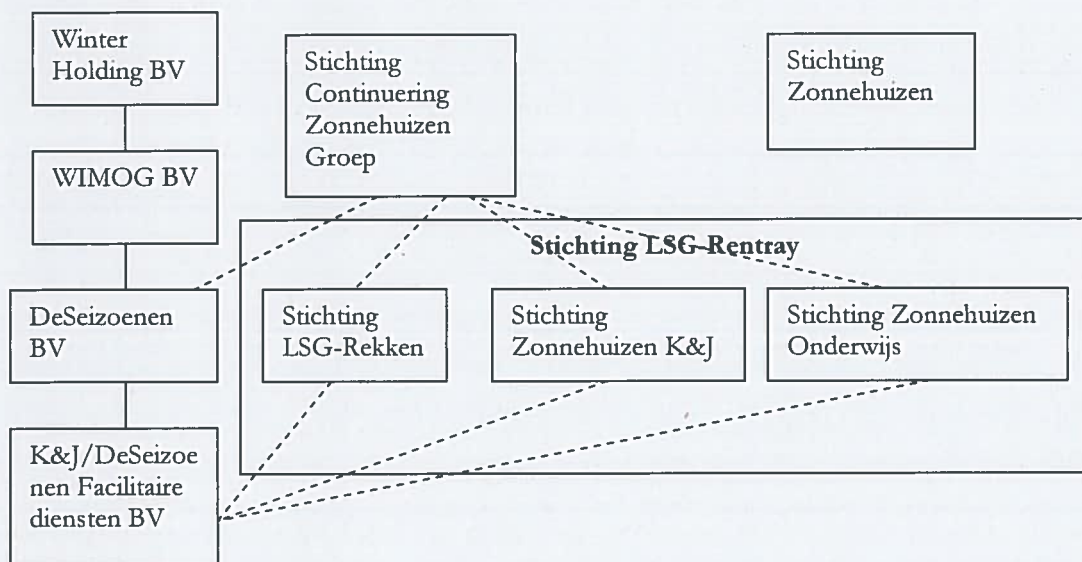 Winter
Holding BV
Stichting
Continuering
Zonnehuizen
Groep
Stichting
Zonnehuizen
WIMOG BV
Stichting LSG-Rentray
DeSeizoenen
BV
Stichting
LSG-Rekken
Stichting
Zonnehuizen K&J
Stichting Zonnehuizen
Onderwijs
K&J/DeSeizoe
nen Facilitaire
diensten BV